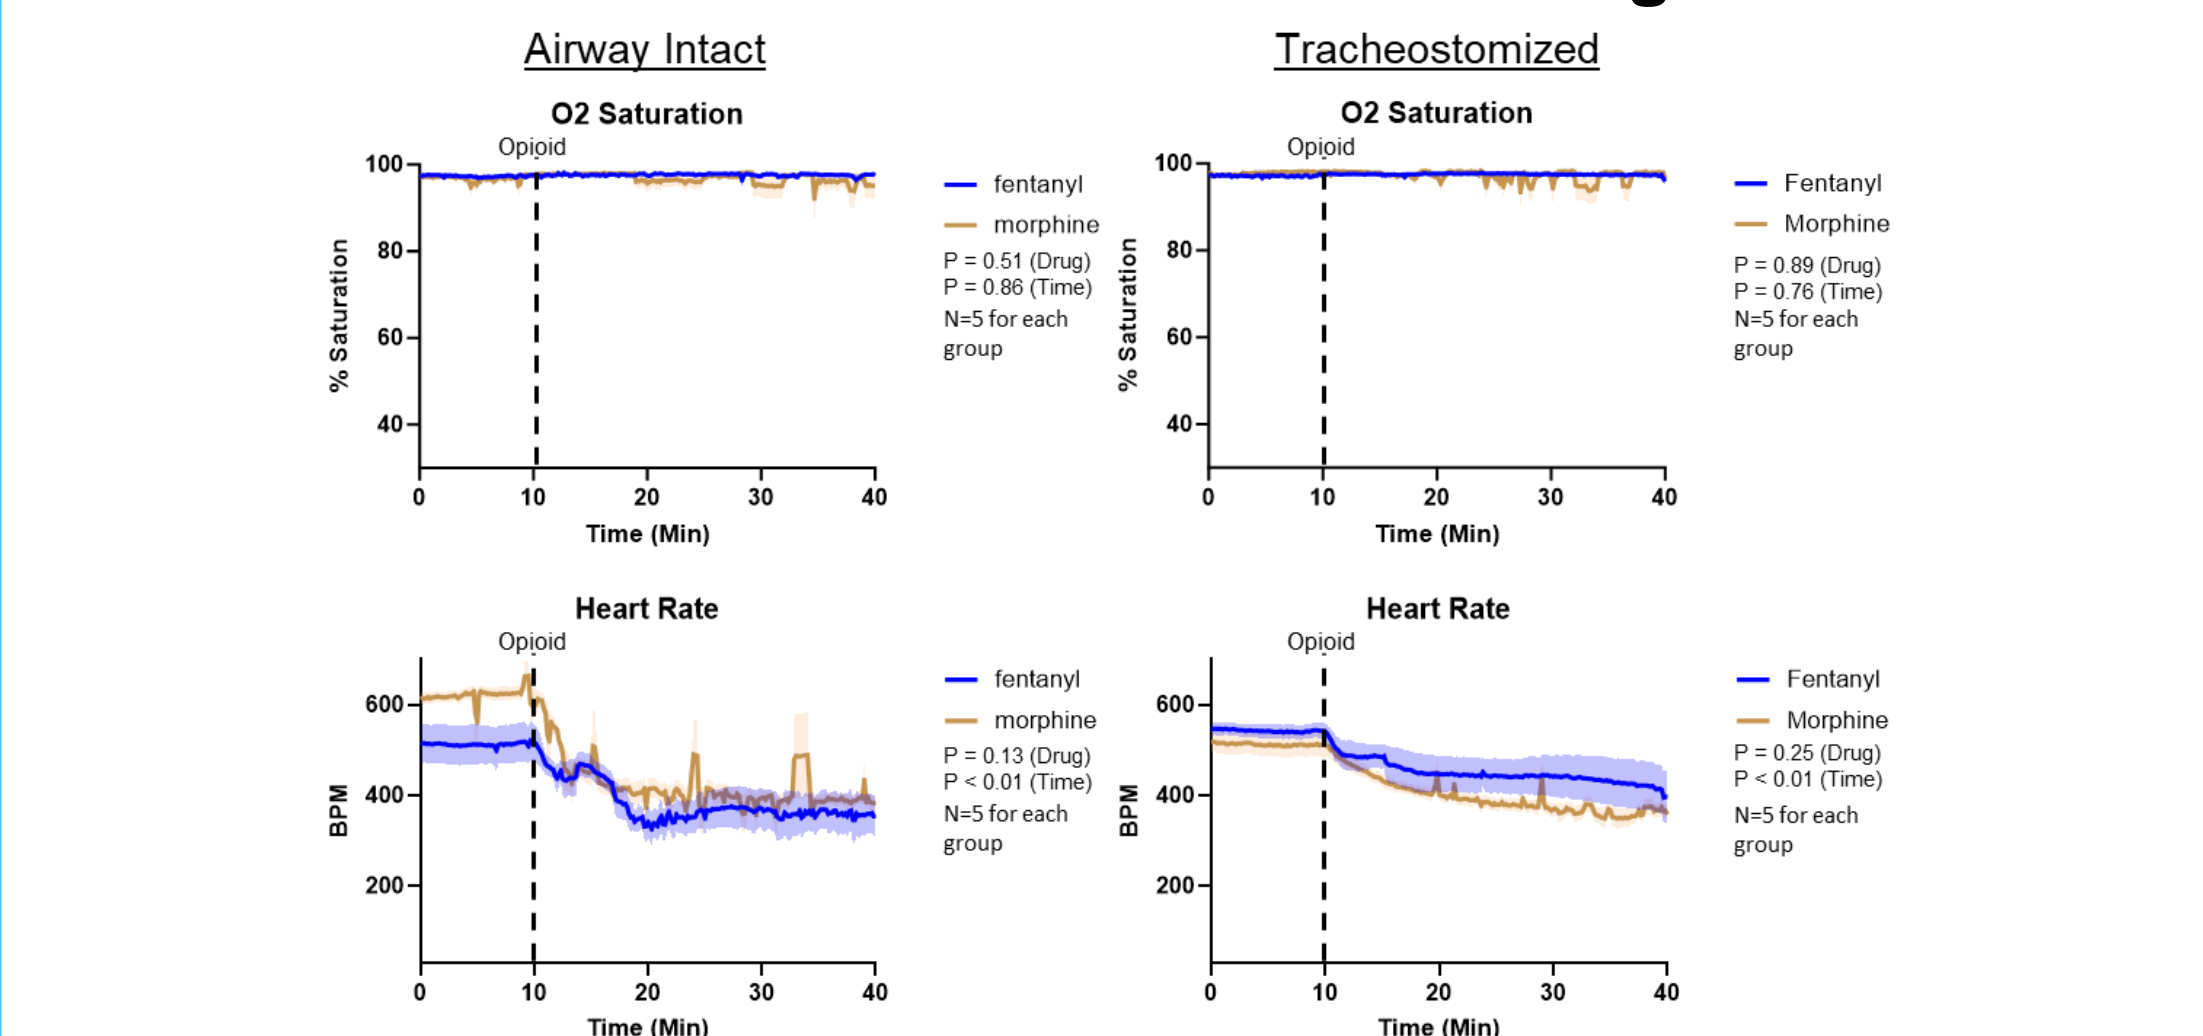 Airway Intact
Tracheostomized
O2 Saturation
Opioid
100
80
60
40
% Saturation
0 10 20 30 40
Time (Min)
fentanyl
morphine
P = 0.51 (Drug)
P = 0.86 (Time)
N=5 for each
group
O2 Saturation
Opioid
100
80
60
40
% Saturation
0 10 20 30 40
Time (Min)
Fentanyl
Morphine
P = 0.89 (Drug)
P = 0.76 (Time)
N=5 for each
group
Heart Rate
Opioid
600
400
200
BPM
0 10 20 30 40
Time (Min)
fentanyl
morphine
P = 0.13 (Drug)
P < 0.01 (Time)
N=5 for each
group
Heart Rate
Opioid
600
400
200
BPM
0 10 20 30 40
Time (Min)
Fentanyl
Morphine
P = 0.25 (Drug)
P < 0.01 (Time)
N=5 for each
group